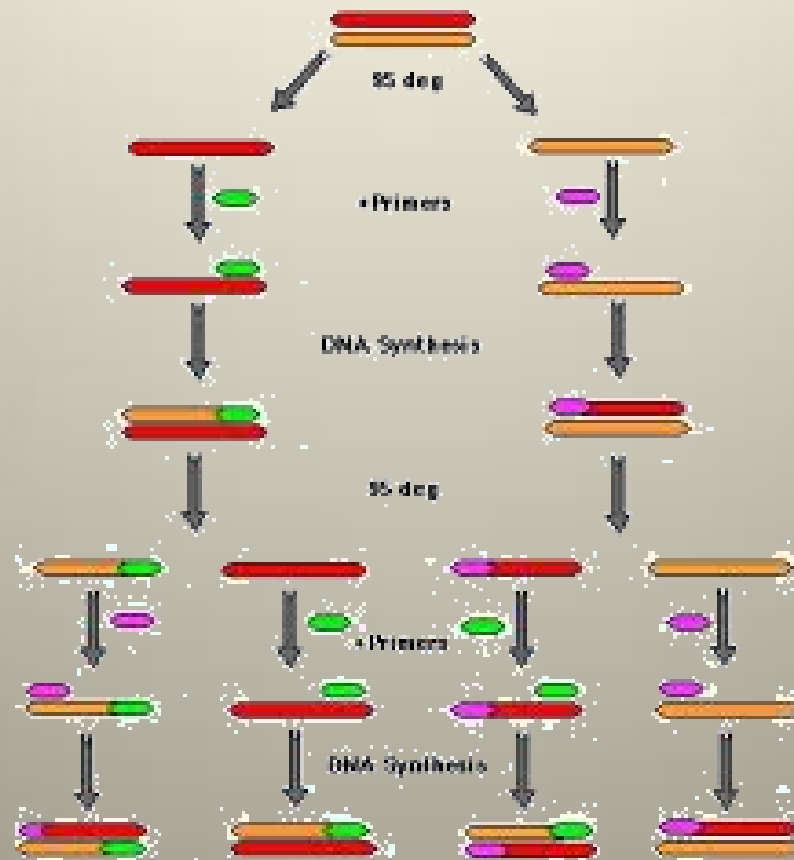 95 deg
+Primers
DNA Synthesis
95 deg
+Primers
DNA Synthesis